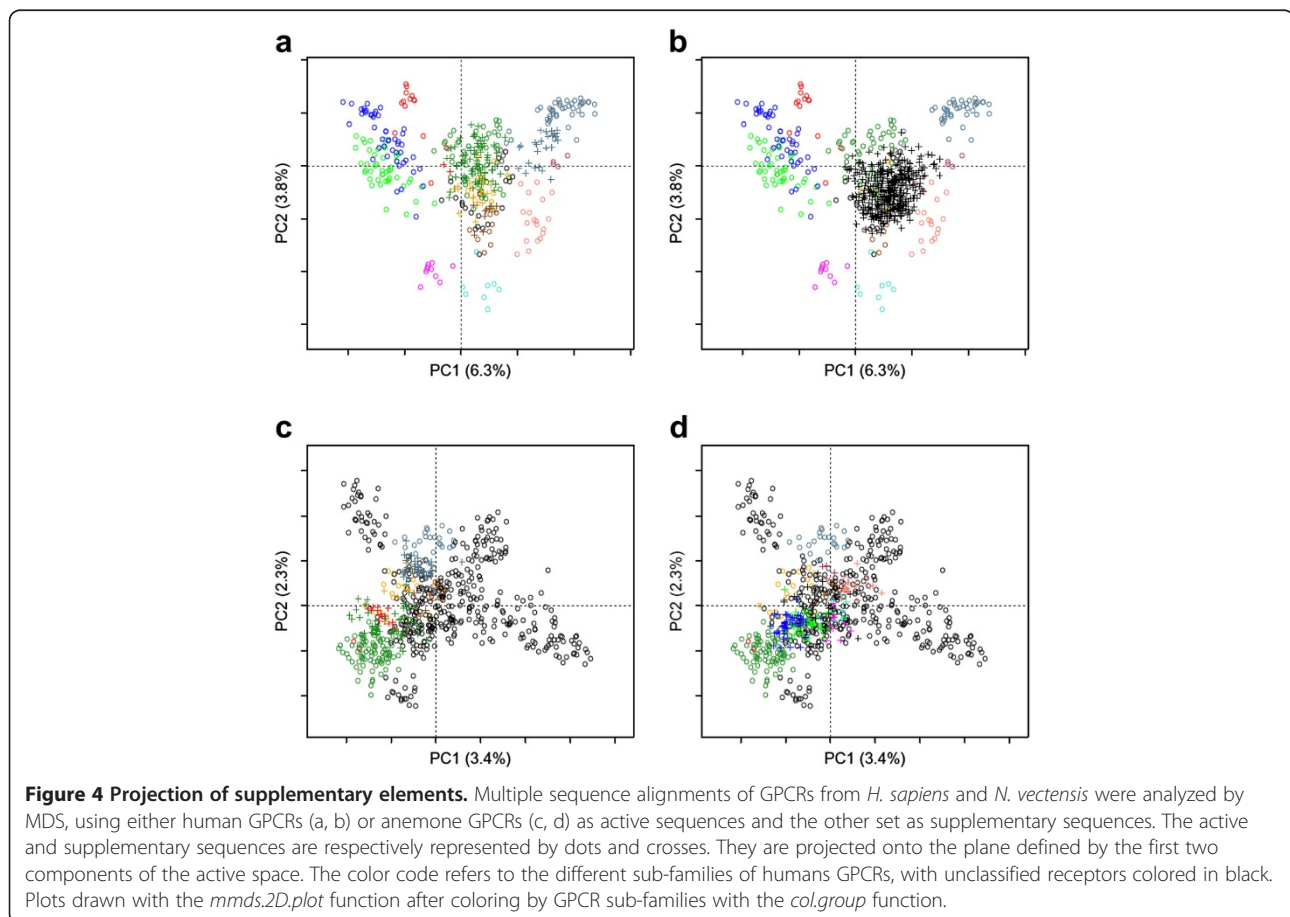 a
b
PC2 (3.8%)
PC1 (6.3%)
PC2 (3.8%)
PC1 (6.3%)
c
d
PC2 (2.3%)
PC1 (3.4%)
PC2 (2.3%)
PC1 (3.4%)
Figure 4 Projection of supplementary elements. Multiple sequence alignments of GPCRs from H. sapiens and N. vectensis were analyzed by
MDS, using either human GPCRs (a, b) or anemone GPCRs (c, d) as active sequences and the other set as supplementary sequences. The active
and supplementary sequences are respectively represented by dots and crosses. They are projected onto the plane defined by the first two
components of the active space. The color code refers to the different sub-families of humans GPCRs, with unclassified receptors colored in black.
Plots drawn with the mmds.2D.plot function after coloring by GPCR sub-families with the col.group function.